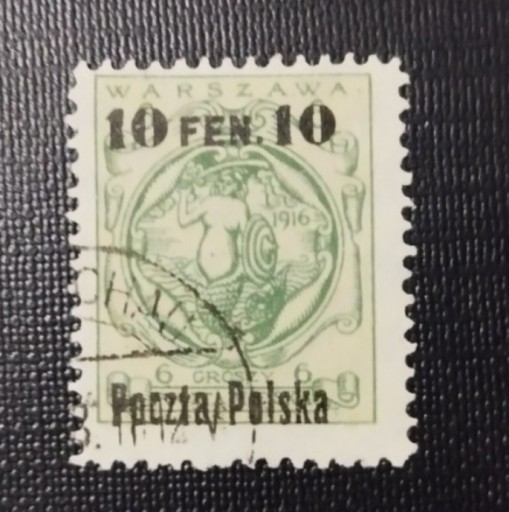 WARSZAWA
10 FEN. 10
1916
6 GROSZY 6
Poczta Polska